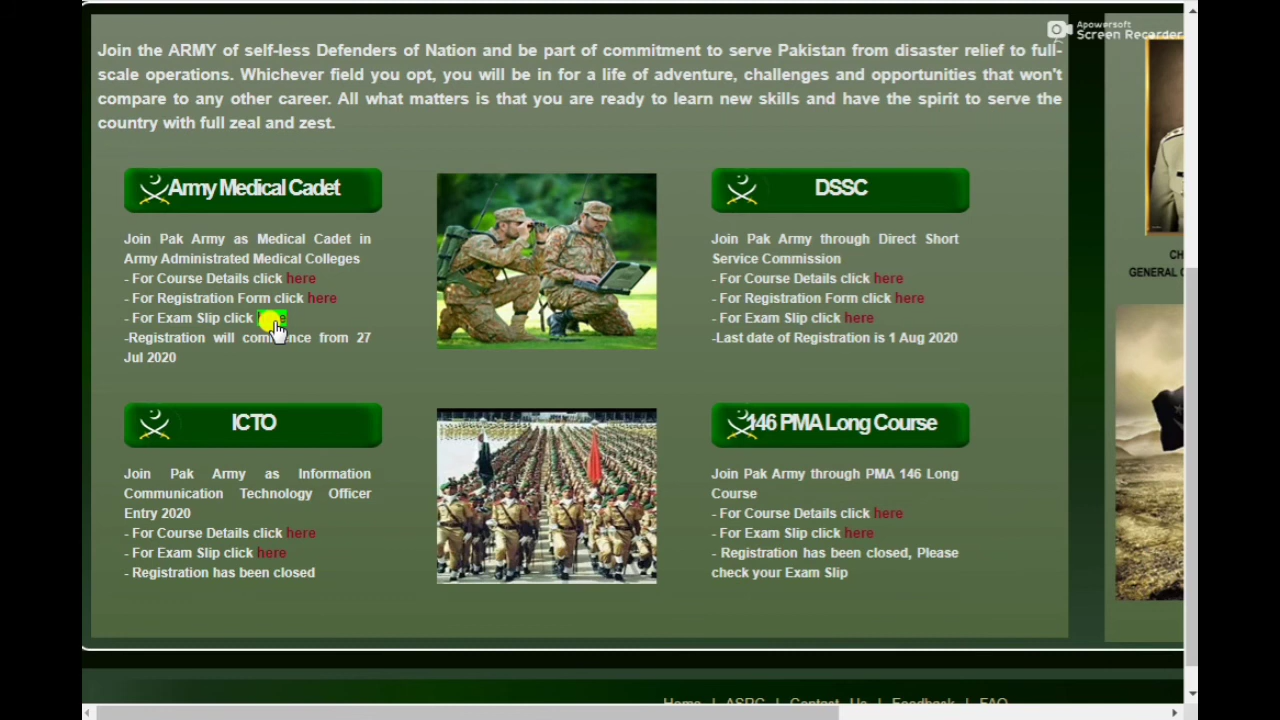 Apowersoft
Screen Recorder
Join the ARMY of self-less Defenders of Nation and be part of commitment to serve Pakistan from disaster relief to full-
scale operations. Whichever field you opt, you will be in for a life of adventure, challenges and opportunities that won't
compare to any other career. All what matters is that you are ready to learn new skills and have the spirit to serve the
country with full zeal and zest.
Army Medical Cadet
Join Pak Army as Medical Cadet in
Army Administrated Medical Colleges
- For Course Details click here
- For Registration Form click here
- For Exam Slip click
-Registration will commence from 27
Jul 2020
DSSC
Join Pak Army through Direct Short
Service Commission
- For Course Details click here
- For Registration Form click here
- For Exam Slip click here
-Last date of Registration is 1 Aug 2020
GENERAL
ICTO
Join Pak Army as Information
Communication Technology Officer
Entry 2020
- For Course Details click here
- For Exam Slip click here
- Registration has been closed
146 PMA Long Course
Join Pak Army through PMA 146 Long
Course
- For Course Details click here
- For Exam Slip click here
- Registration has been closed, Please
check your Exam Slip
Home | ASRC | Contact Us | Feedback | FAQ